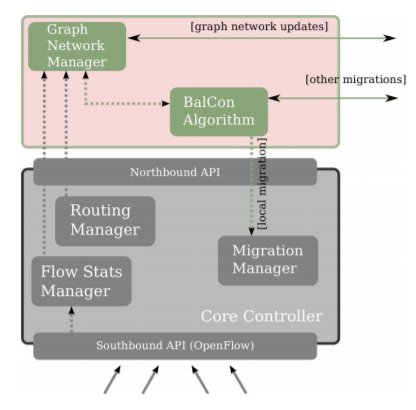 [graph network updates]
Graph
Network
Manager
[other migrations]
BalCon
Algorithm
Northbound API
[local migration]
Routing
Manager
Migration
Manager
Flow Stats
Manager
Core Controller
Southbound API (OpenFlow)